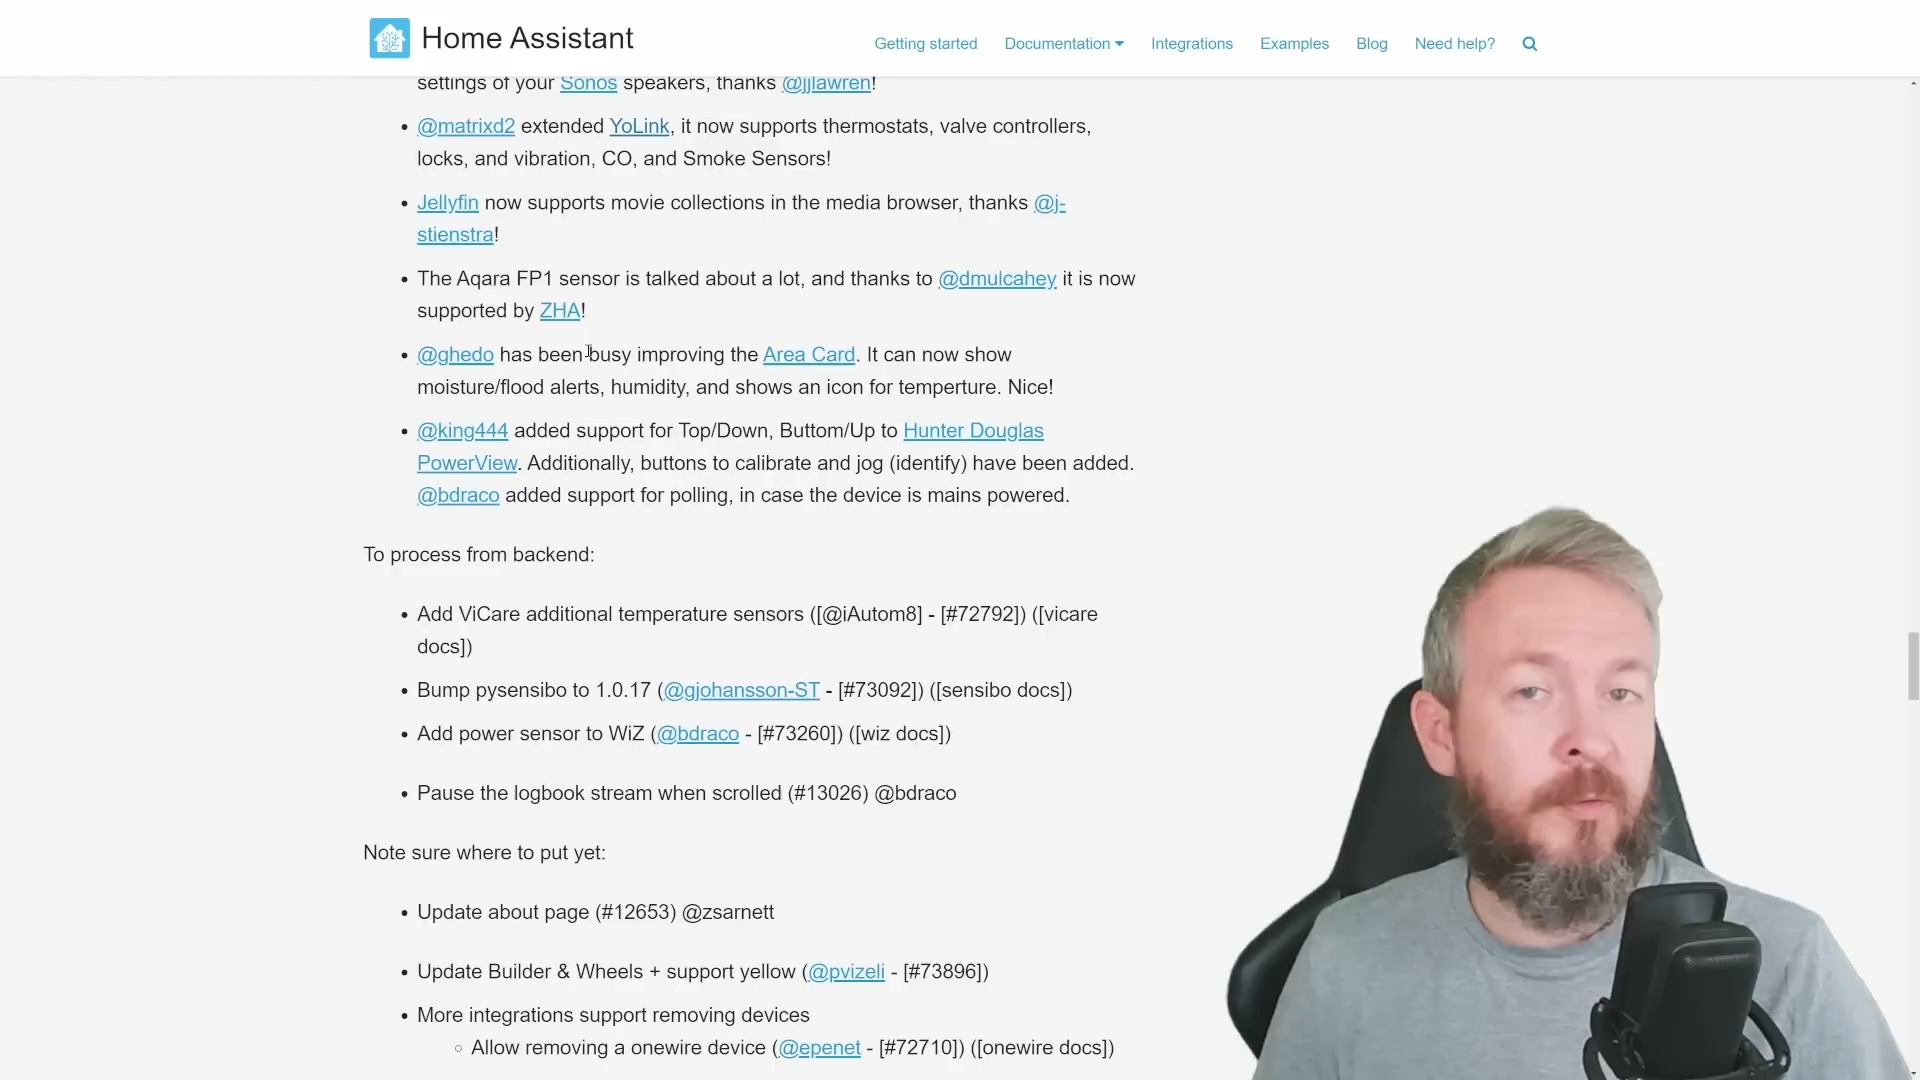 Home Assistant
Getting started Documentation Integrations Examples Blog Need help?
settings of your Sonos speakers, thanks @jjlawren!
@matrixd2 extended YoLink, it now supports thermostats, valve controllers,
locks, and vibration, CO, and Smoke Sensors!
Jellyfin now supports movie collections in the media browser, thanks @j-
stienstra!
The Aqara FP1 sensor is talked about a lot, and thanks to @dmulcahey it is now
supported by ZHA!
@ghedo has been busy improving the Area Card. It can now show
moisture/flood alerts, humidity, and shows an icon for temperture. Nice!
@king444 added support for Top/Down, Buttom/Up to Hunter Douglas
PowerView. Additionally, buttons to calibrate and jog (identify) have been added.
@bdraco added support for polling, in case the device is mains powered.
To process from backend:
Add ViCare additional temperature sensors ([@iAutom8] - [#72792]) ([vicare
docs])
Bump pysensibo to 1.0.17 (@gjohansson-ST - [#73092]) ([sensibo docs])
Add power sensor to WiZ (@bdraco - [#73260]) ([wiz docs])
Pause the logbook stream when scrolled (#13026) @bdraco
Note sure where to put yet:
Update about page (#12653) @zsarnett
Update Builder & Wheels + support yellow (@pvizeli - [#73896])
More integrations support removing devices
Allow removing a onewire device (@epenet - [#72710]) ([onewire docs])